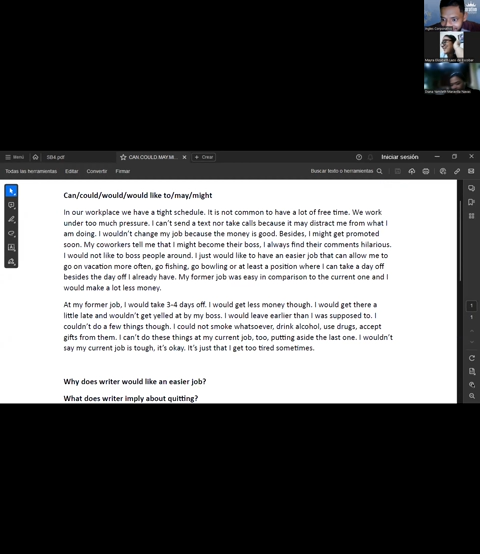 Menú
SB4.pdf
CAN COULD MAY MI...
Crear
Iniciar sesión
Todas las herramientas
Editar
Convertir
Firmar
Buscar texto o herramientas
Can/could/would/would like to/may/might
In our workplace we have a tight schedule. It is not common to have a lot of free time. We work
under too much pressure. I can't send a text nor take calls because it may distract me from what I
am doing. I wouldn't change my job because the money is good. Besides, I might get promoted
soon. My coworkers tell me that I might become their boss, I always find their comments hilarious.
I would not like to boss people around. I just would like to have an easier job that can allow me to
go on vacation more often, go fishing, go bowling or at least a position where I can take a day off
besides the day off I already have. My former job was easy in comparison to the current one and I
would make a lot less money.
At my former job, I would take 3-4 days off. I would get less money though. I would get there a
little late and wouldn't get yelled at by my boss. I would leave earlier than I was supposed to. I
couldn't do a few things though. I could not smoke whatsoever, drink alcohol, use drugs, accept
gifts from them. I can't do these things at my current job, too, putting aside the last one. I wouldn't
say my current job is tough, it's okay. It's just that I get too tired sometimes.
Why does writer would like an easier job?
What does writer imply about quitting?
1
1